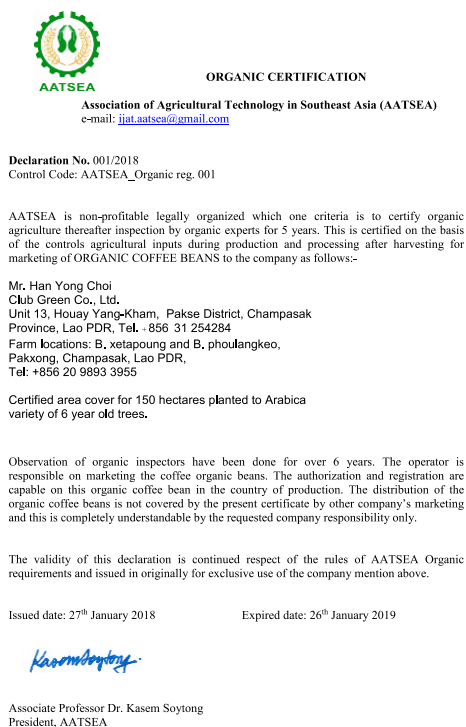 AATSEA
ORGANIC CERTIFICATION
Association of Agricultural Technology in Southeast Asia (AATSEA)
e-mail: ijat.aatsea@gmail.com
Declaration No. 001/2018
Control Code: AATSEA_Organic reg. 001
AATSEA is non-profitable legally organized which one criteria is to certify organic
agriculture thereafter inspection by organic experts for 5 years. This is certified on the basis
of the controls agricultural inputs during production and processing after harvesting for
marketing of ORGANIC COFFEE BEANS to the company as follows:-
Mr. Han Yong Choi
Club Green Co., Ltd.
Unit 13, Houay Yang-Kham, Pakse District, Champasak
Province, Lao PDR, Tel. +856 31 254284
Farm locations: B. xetapoung and B. phoulangkeo,
Pakxong, Champasak, Lao PDR,
Tel: +856 20 9893 3955
Certified area cover for 150 hectares planted to Arabica
variety of 6 year old trees.
Observation of organic inspectors have been done for over 6 years. The operator is
responsible on marketing the coffee organic beans. The authorization and registration are
capable on this organic coffee bean in the country of production. The distribution of the
organic coffee beans is not covered by the present certificate by other company's marketing
and this is completely understandable by the requested company responsibility only.
The validity of this declaration is continued respect of the rules of AATSEA Organic
requirements and issued in originally for exclusive use of the company mention above.
Issued date: 27th January 2018 Expired date: 26th January 2019
Kasem Soytong
Associate Professor Dr. Kasem Soytong
President, AATSEA